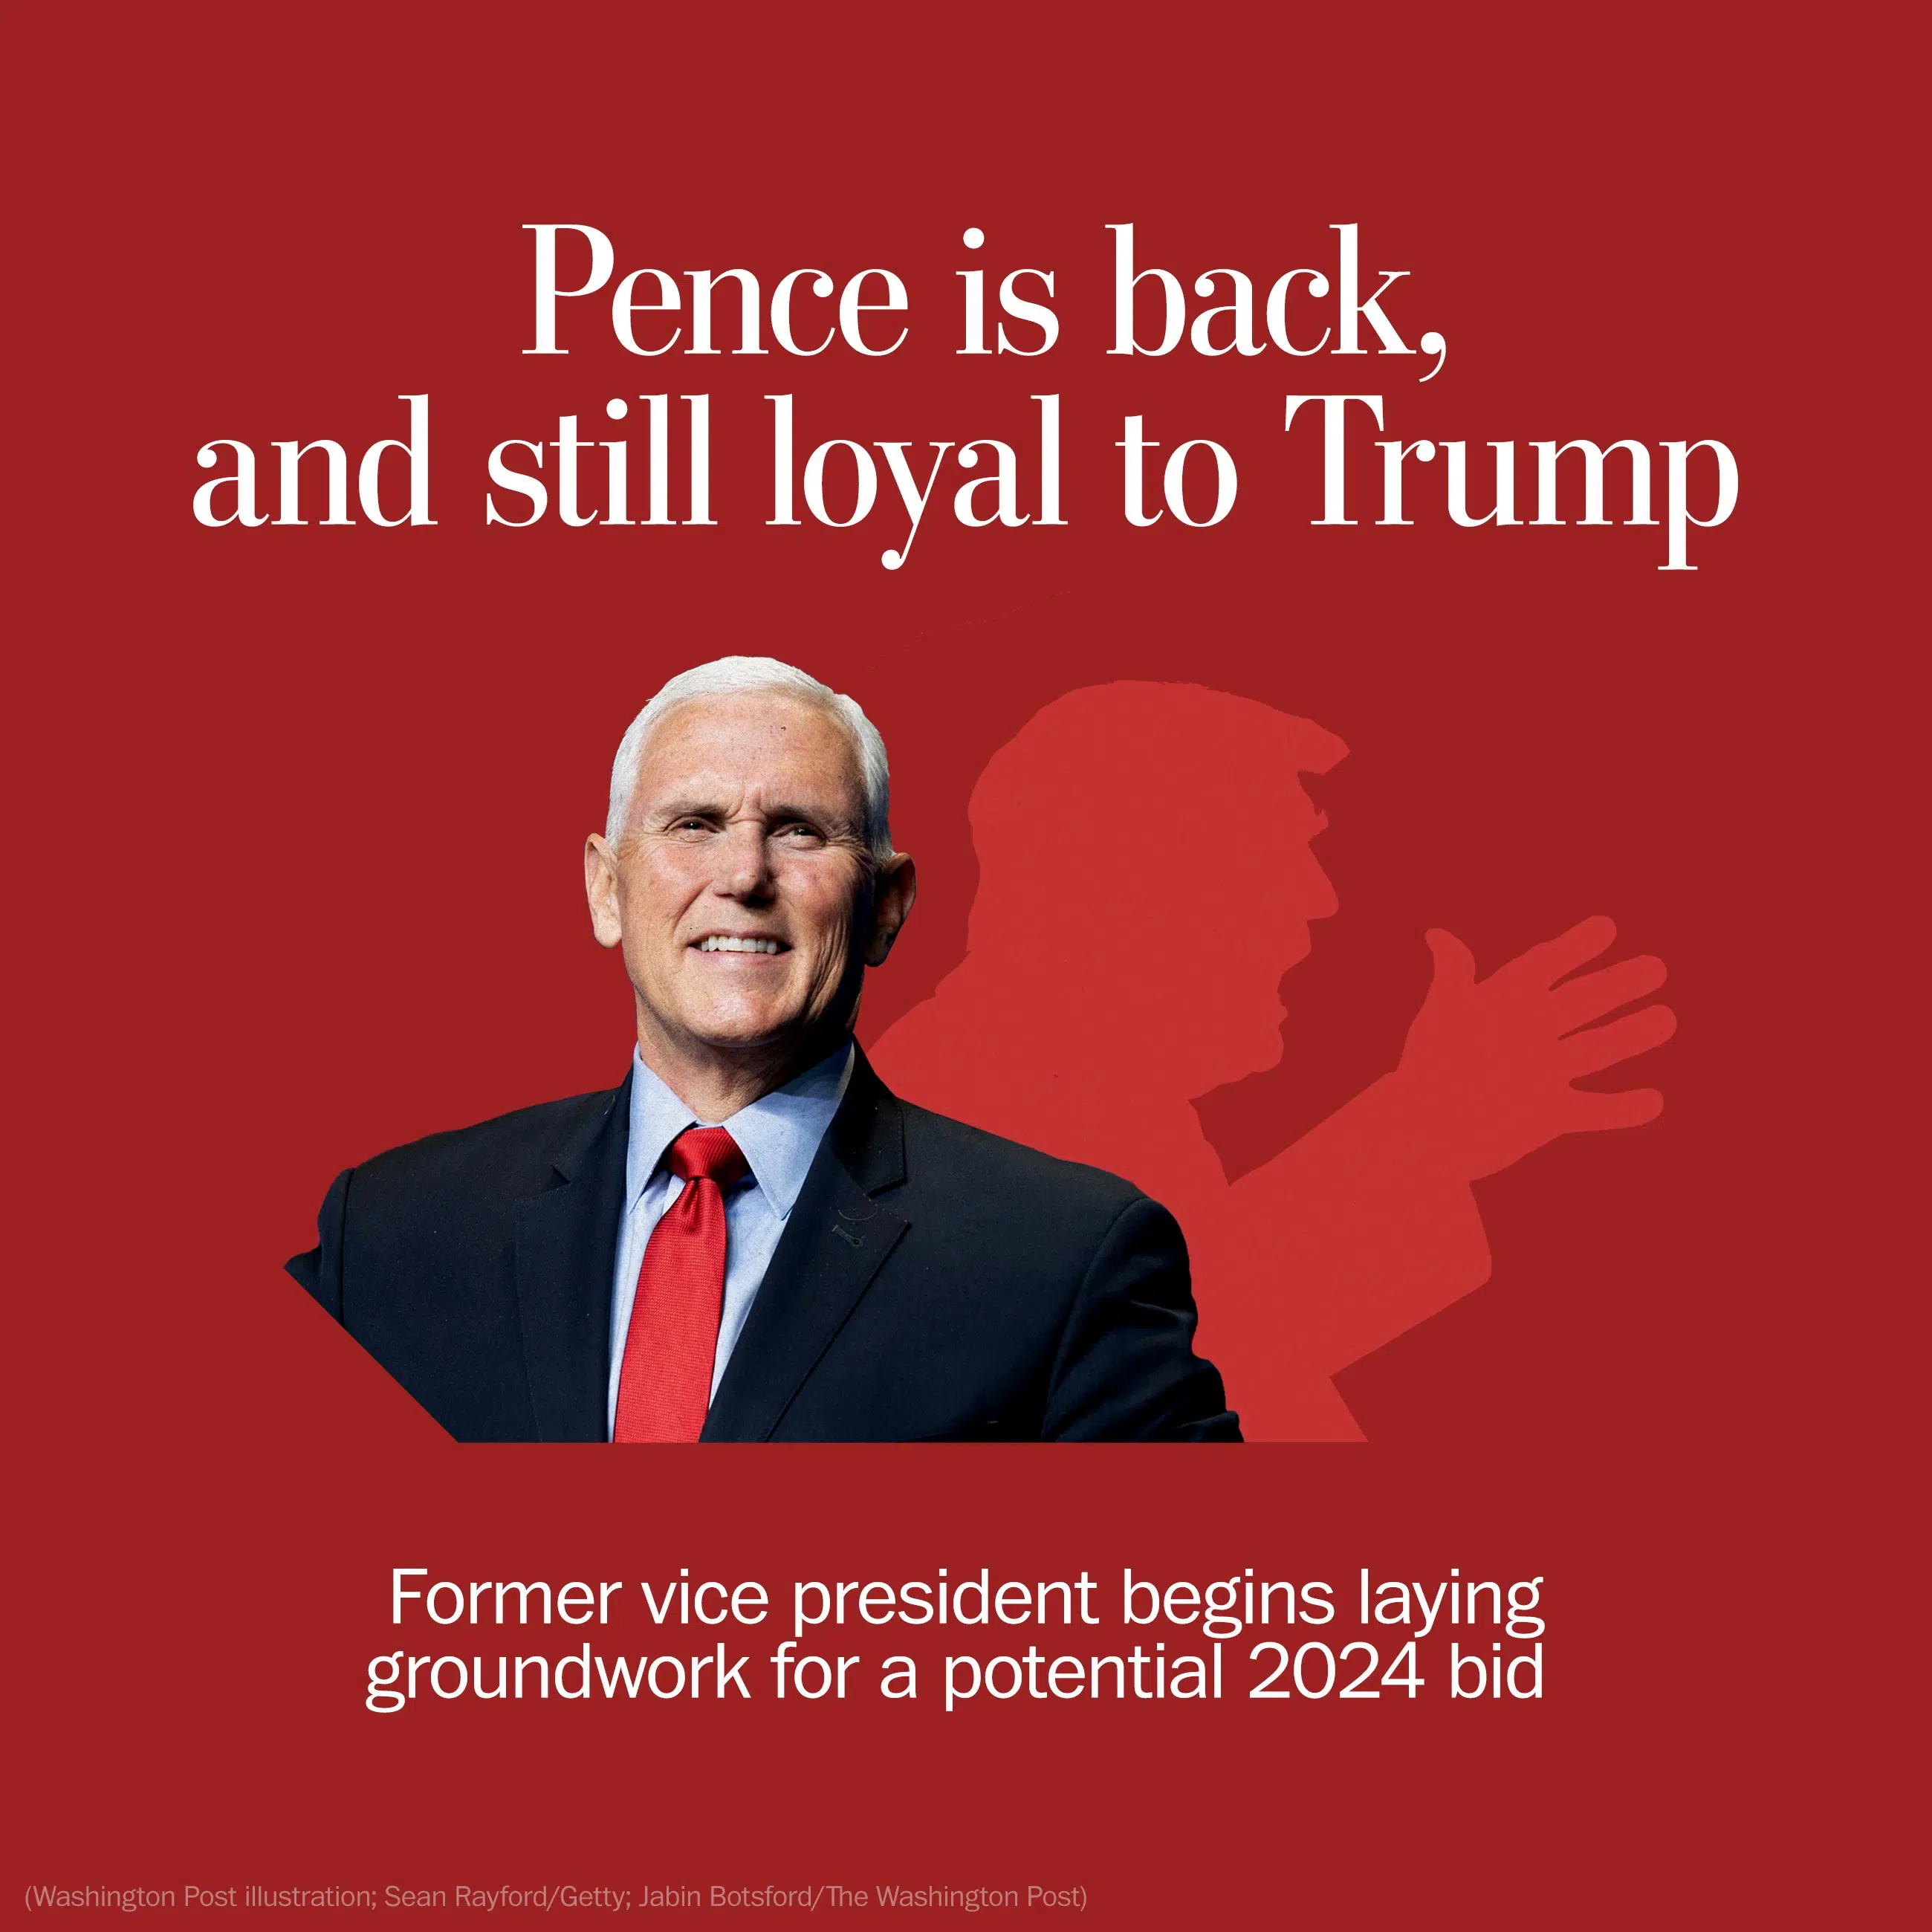 Pence is back,
and still loyal to Trump
Former vice president begins laying
groundwork for a potential 2024 bid
(Washington Post illustration; Sean Rayford/Getty; Jabin Botsford/The Washington Post)